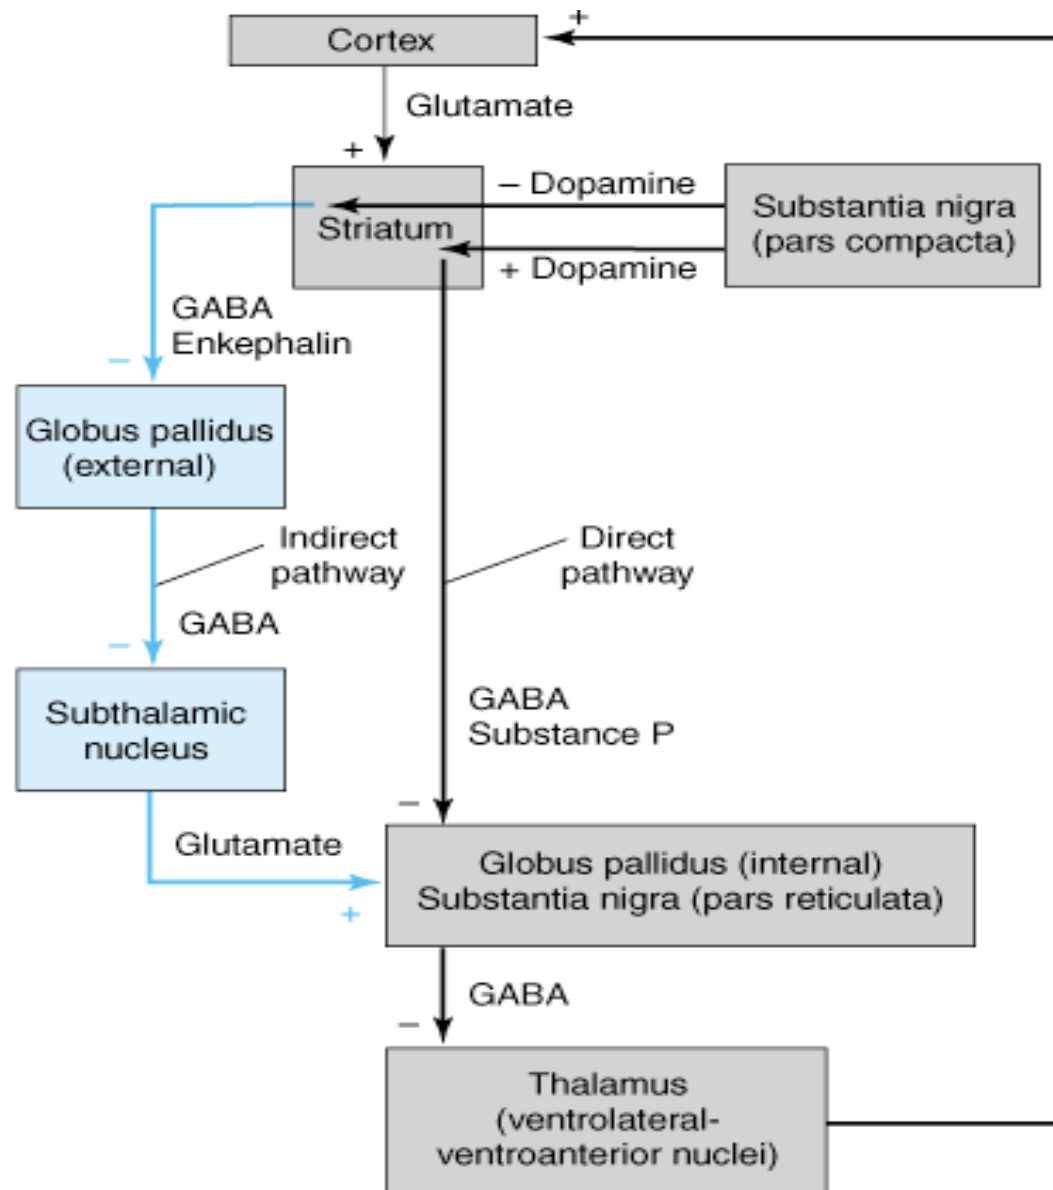 +
Cortex
Glutamate
+
– Dopamine
Striatum
+ Dopamine
Substantia nigra
(pars compacta)
GABA
Enkephalin
–
Globus pallidus
(external)
Indirect
pathway
Direct
pathway
GABA
–
Subthalamic
nucleus
GABA
Substance P
–
Glutamate
+
Globus pallidus (internal)
Substantia nigra (pars reticulata)
GABA
–
Thalamus
(ventrolateral-
ventroanterior nuclei)